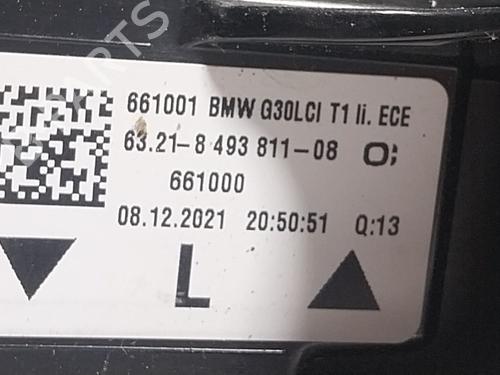 661001 BMW G30LCI T1 li. ECE
63.21-8 493 811-08
661000
08.12.2021 20:50:51 Q:13
L
PARTS